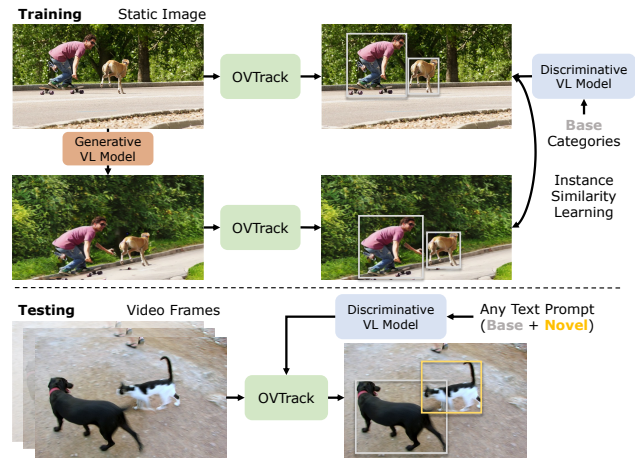 Training Static Image
OVTrack
Discriminative
VL Model
Base
Categories
Generative
VL Model
OVTrack
Instance
Similarity
Learning
Testing Video Frames
Discriminative
VL Model
Any Text Prompt
(Base + Novel)
OVTrack